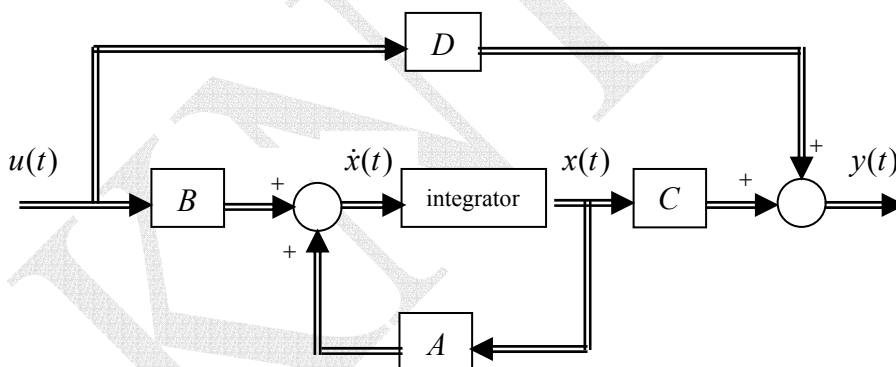 D
+
u(t)
ẋ(t)
x(t)
y(t)
B
+
integrator
C
+
+
A